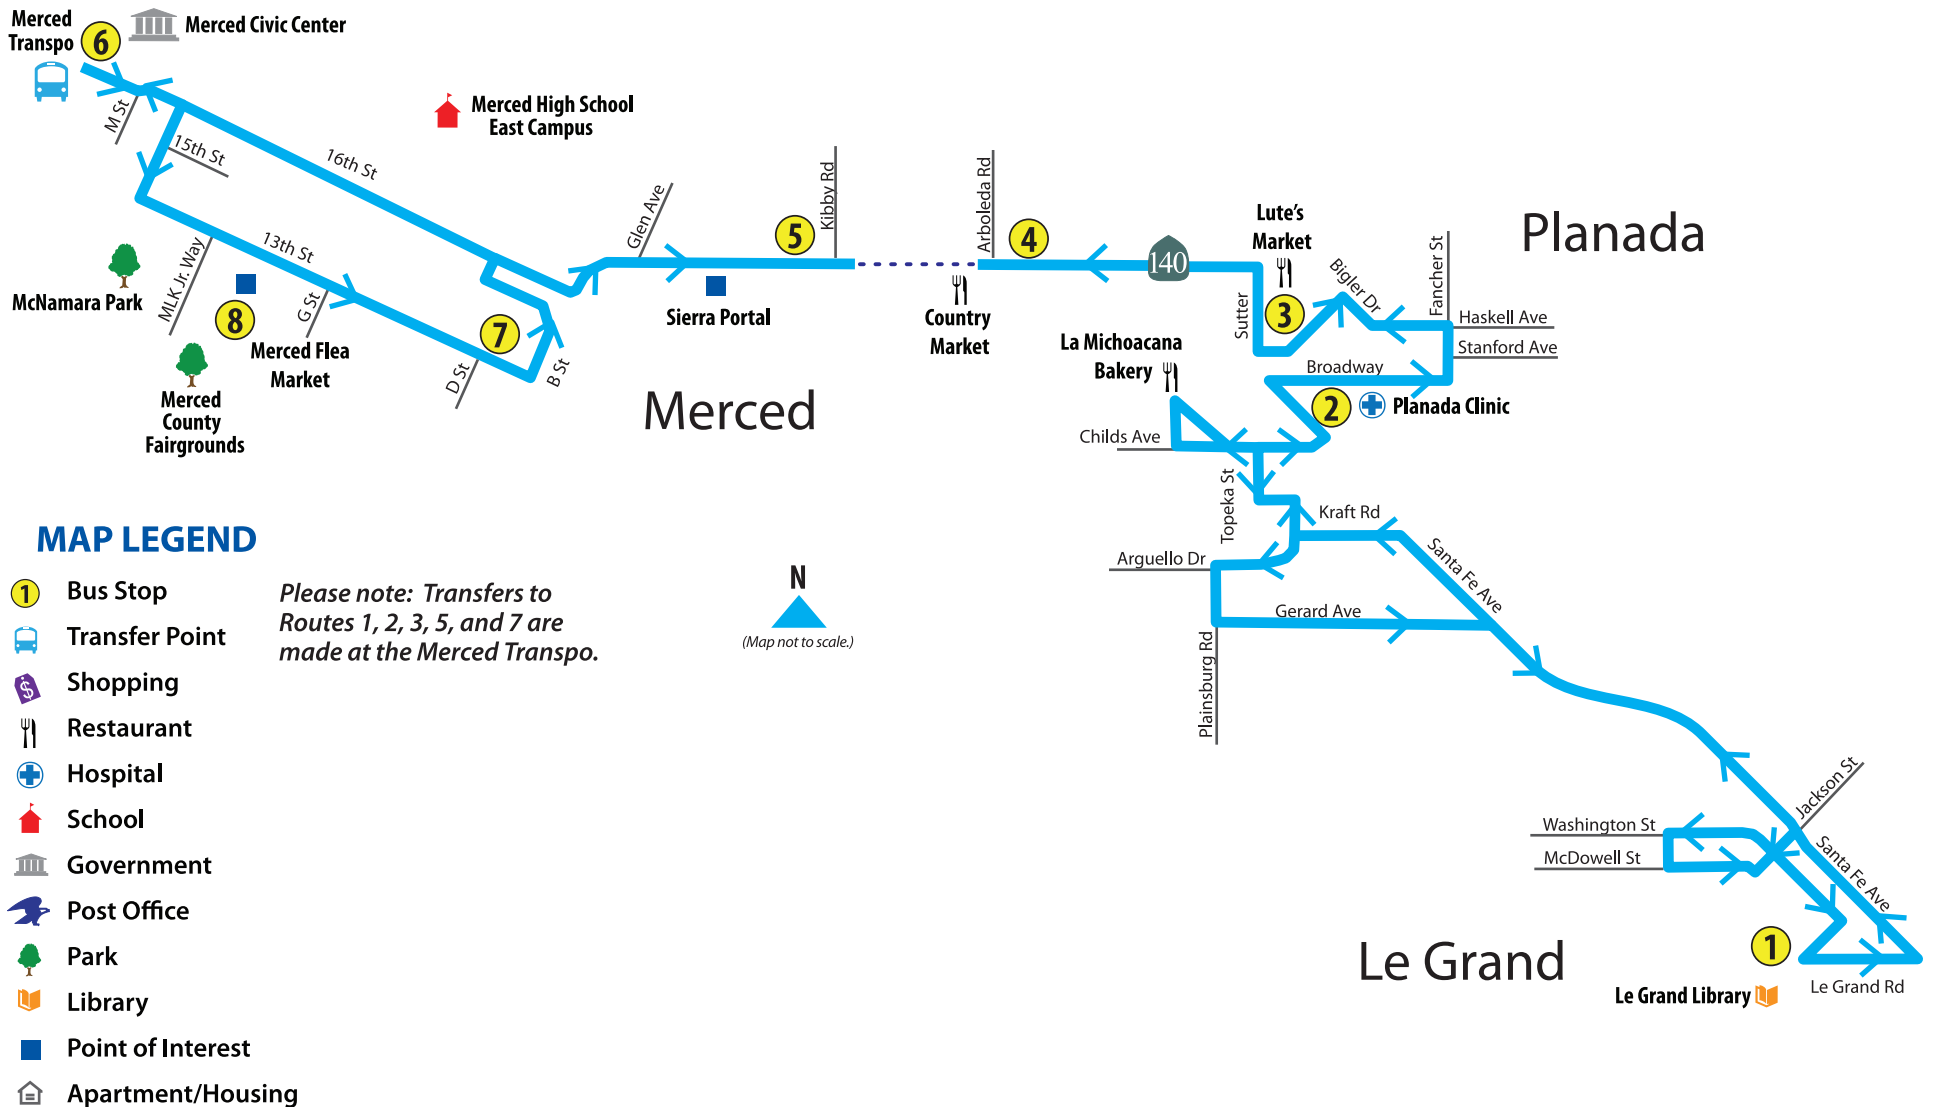 Merced
Transpo
6
Merced Civic Center
M St
15th St
16th St
Merced High School
East Campus
Glen Ave
Kibby Rd
5
Arboleda Rd
4
140
Lute's
Market
Sutter
3
Bigler Dr
Fancher St
Planada
Haskell Ave
Stanford Ave
Broadway
McNamara Park
MLK Jr. Way
13th St
G St
8
Merced Flea
Market
Merced
County
Fairgrounds
D St
7
B St
Sierra Portal
Country
Market
Merced
La Michoacana
Bakery
2
Planada Clinic
Childs Ave
Topeka St
Kraft Rd
Arguello Dr
Santa Fe Ave
Gerard Ave
Plainsburg Rd
MAP LEGEND
1
Bus Stop
Transfer Point
$
Shopping
Restaurant
Hospital
School
Government
Post Office
Park
Library
Point of Interest
Apartment/Housing
Please note: Transfers to
Routes 1, 2, 3, 5, and 7 are
made at the Merced Transpo.
N
(Map not to scale.)
Jackson St
Washington St
McDowell St
Santa Fe Ave
Le Grand
1
Le Grand Library
Le Grand Rd